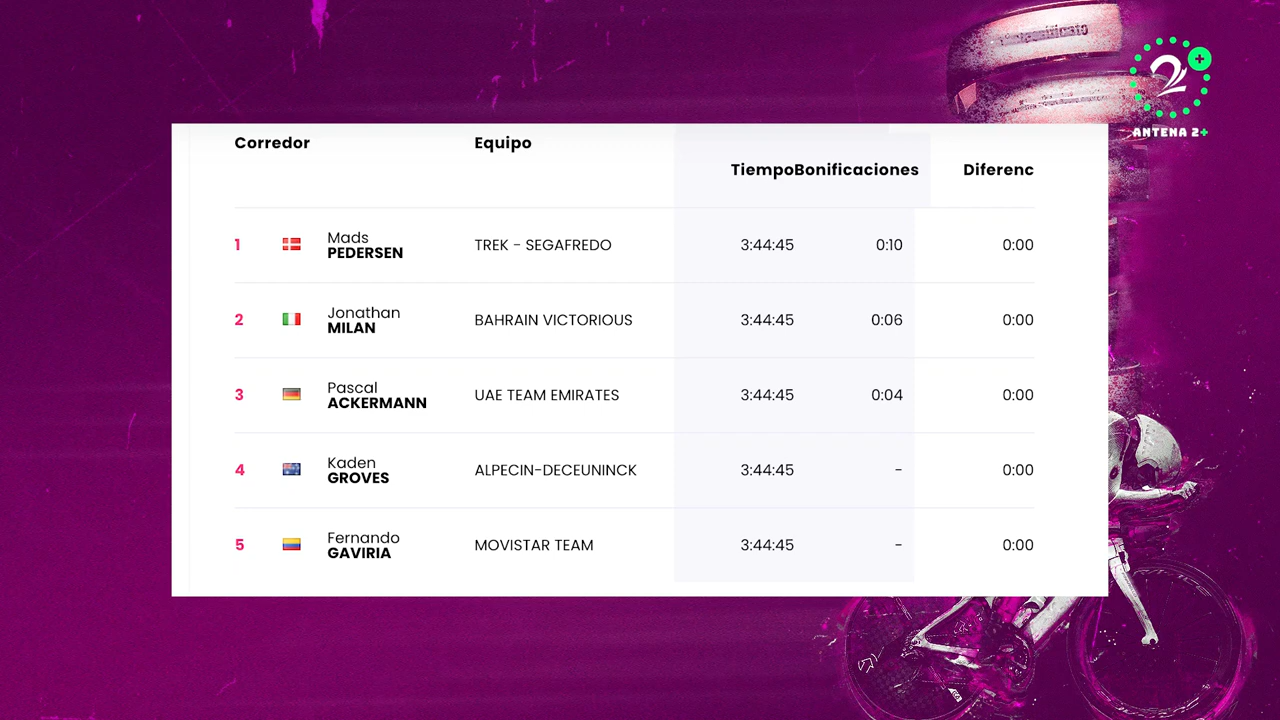 2+
ANTENA 2+
Corredor Equipo
TiempoBonificaciones Diferenc
1 Mads PEDERSEN TREK - SEGAFREDO 3:44:45 0:10 0:00
2 Jonathan MILAN BAHRAIN VICTORIOUS 3:44:45 0:06 0:00
3 Pascal ACKERMANN UAE TEAM EMIRATES 3:44:45 0:04 0:00
4 Kaden GROVES ALPECIN-DECEUNINCK 3:44:45 - 0:00
5 Fernando GAVIRIA MOVISTAR TEAM 3:44:45 - 0:00